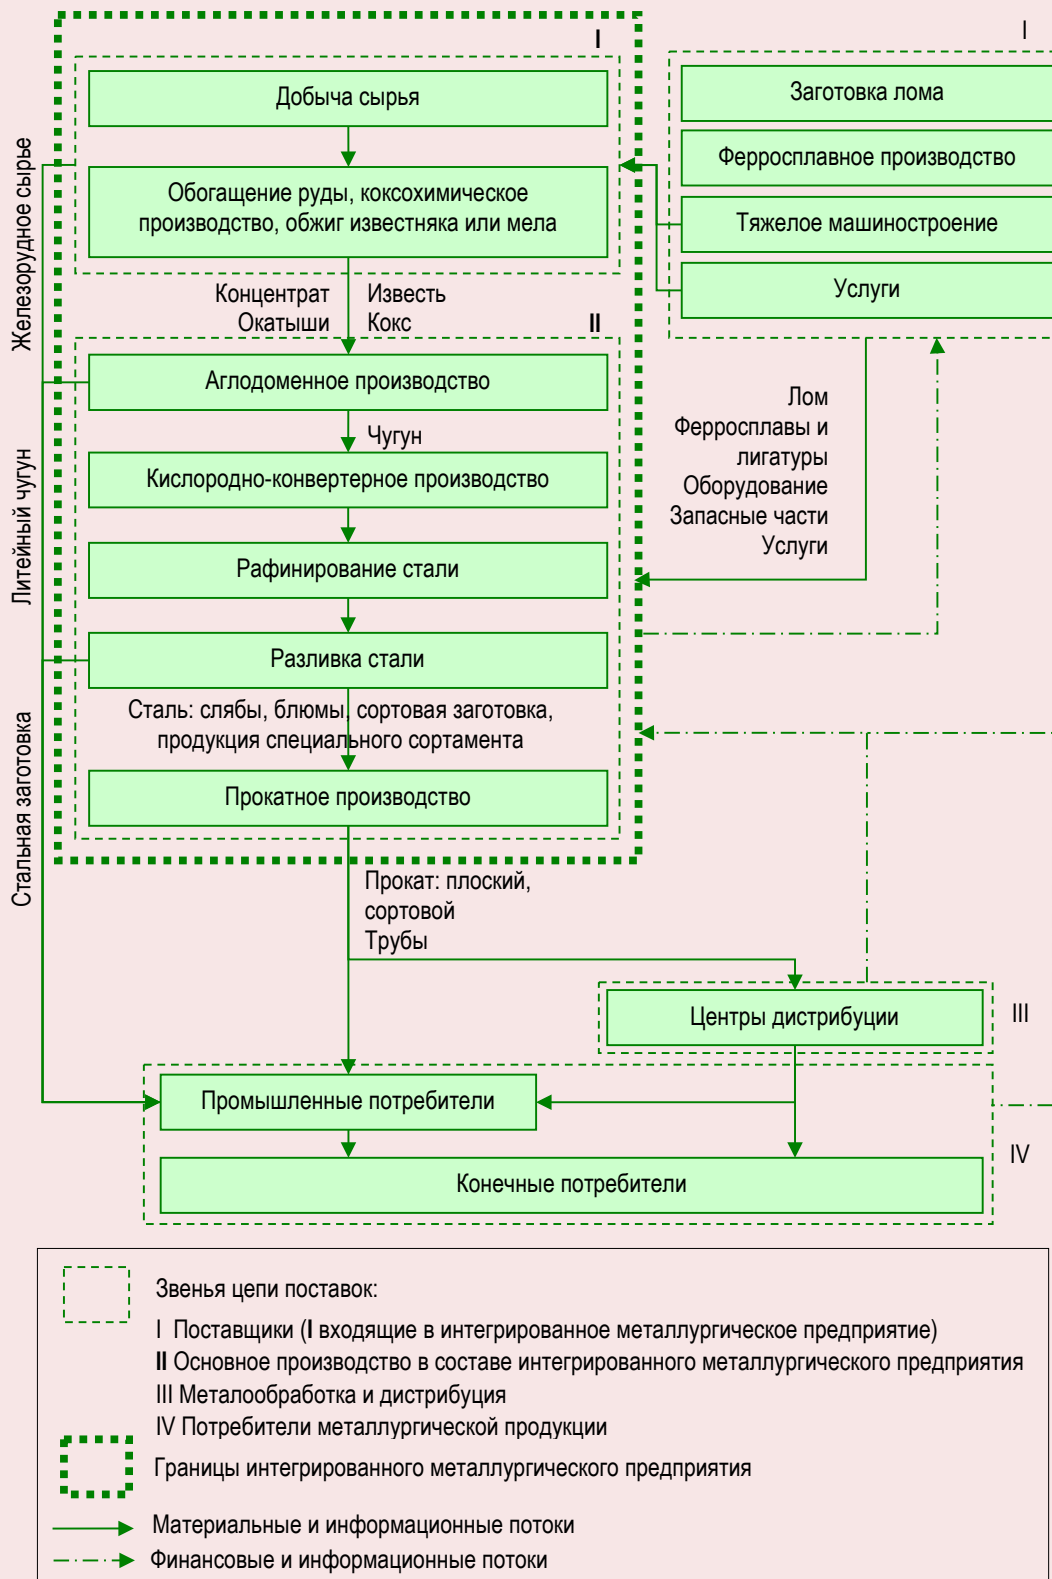 I
I
Добыча сырья
Заготовка лома
Ферросплавное производство
Обогащение руды, коксохимическое
производство, обжиг известняка или мела
Тяжелое машиностроение
Услуги
Железорудное сырье
Концентрат
Окатыши
Известь
Кокс
II
Аглодоменное производство
Лом
Ферросплавы и
лигатуры
Оборудование
Запасные части
Услуги
Чугун
Кислородно-конвертерное производство
Литейный чугун
Рафинирование стали
Разливка стали
Сталь: слябы, блюмы, сортовая заготовка,
продукция специального сортамента
Стальная заготовка
Прокатное производство
Прокат: плоский,
сортовой
Трубы
Центры дистрибуции
III
Промышленные потребители
IV
Конечные потребители
Звенья цепи поставок:
I Поставщики (I входящие в интегрированное металлургическое предприятие)
II Основное производство в составе интегрированного металлургического предприятия
III Металообработка и дистрибуция
IV Потребители металлургической продукции
Границы интегрированного металлургического предприятия
Материальные и информационные потоки
Финансовые и информационные потоки